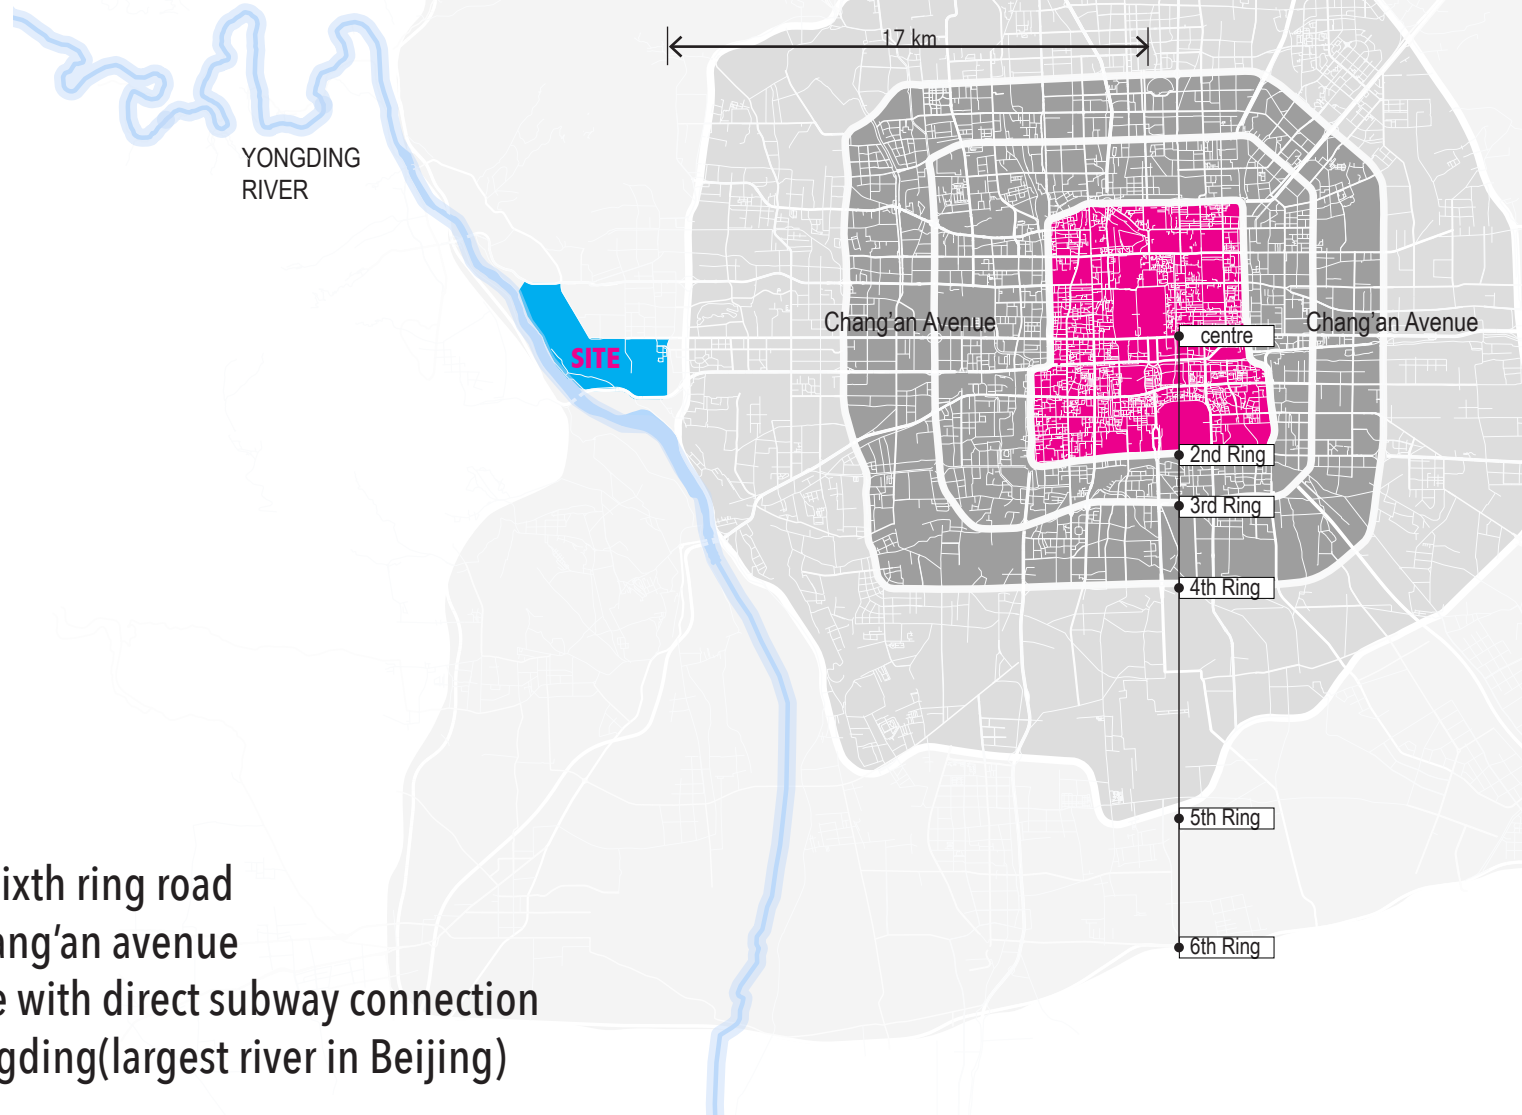 17 km
YONGDING
RIVER
Chang'an Avenue
centre
Chang'an Avenue
SITE
2nd Ring
3rd Ring
4th Ring
5th Ring
6th Ring
ixth ring road
ang'an avenue
e with direct subway connection
gding(largest river in Beijing)